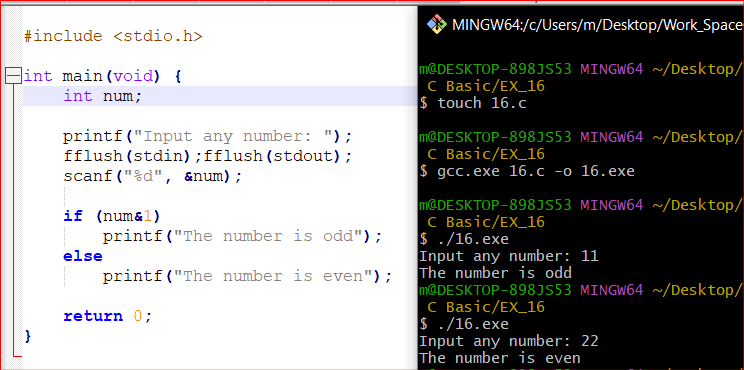 #include <stdio.h>
int main(void) {
int num;
printf("Input any number: ");
fflush(stdin);fflush(stdout);
scanf("%d", &num);
if (num&1)
printf("The number is odd");
else
printf("The number is even");
return 0;
}
MINGW64:/c/Users/m/Desktop/Work_Space
m@DESKTOP-898JS53 MINGW64 ~/Desktop/
C Basic/EX_16
$ touch 16.c
m@DESKTOP-898JS53 MINGW64 ~/Desktop/
C Basic/EX_16
$ gcc.exe 16.c -o 16.exe
m@DESKTOP-898JS53 MINGW64 ~/Desktop/
C Basic/EX_16
$ ./16.exe
Input any number: 11
The number is odd
m@DESKTOP-898JS53 MINGW64 ~/Desktop/
C Basic/EX_16
$ ./16.exe
Input any number: 22
The number is even